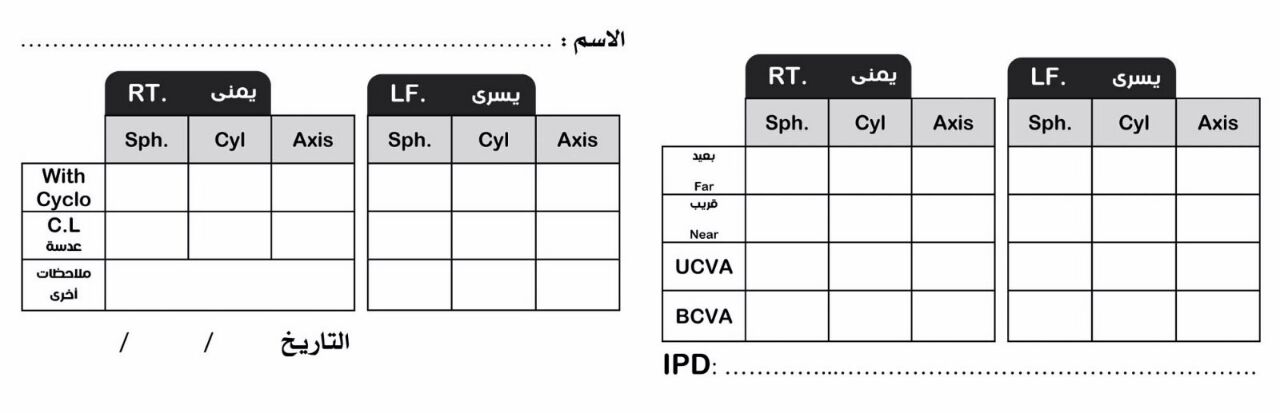 الاسم : ............................................................
RT. يمنى LF. يسرى
Sph. Cyl Axis Sph. Cyl Axis
With
Cyclo
C.L
عدسة
ملاحظات
أخرى
التاريخ / /
RT. يمنى LF. يسرى
Sph. Cyl Axis Sph. Cyl Axis
بعيد
Far
قريب
Near
UCVA
BCVA
IPD: ............................................................